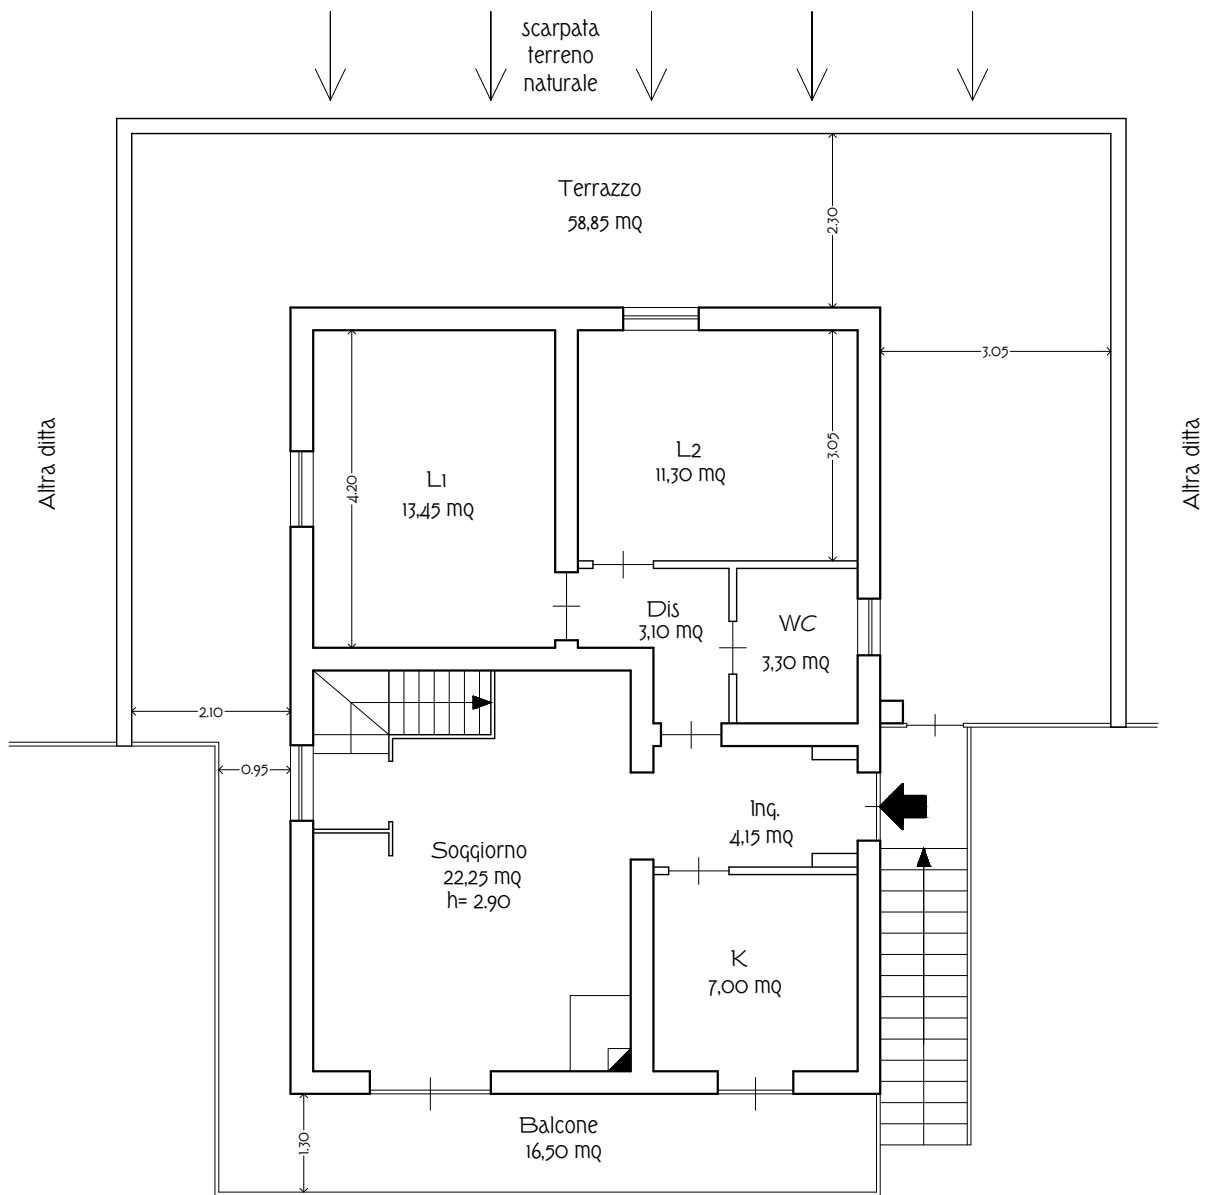 scarpata
terreno
naturale
Terrazzo
58,85 MQ
2.30
3.05
Altra ditta
Altra ditta
4.20
3.05
L2
11,30 MQ
L1
13,45 MQ
Dis
3,10 MQ
WC
3,30 MQ
2.10
0.95
Ing.
4,15 MQ
Soggiorno
22,25 MQ
h= 2.90
K
7,00 MQ
Balcone
16,50 MQ
1.30